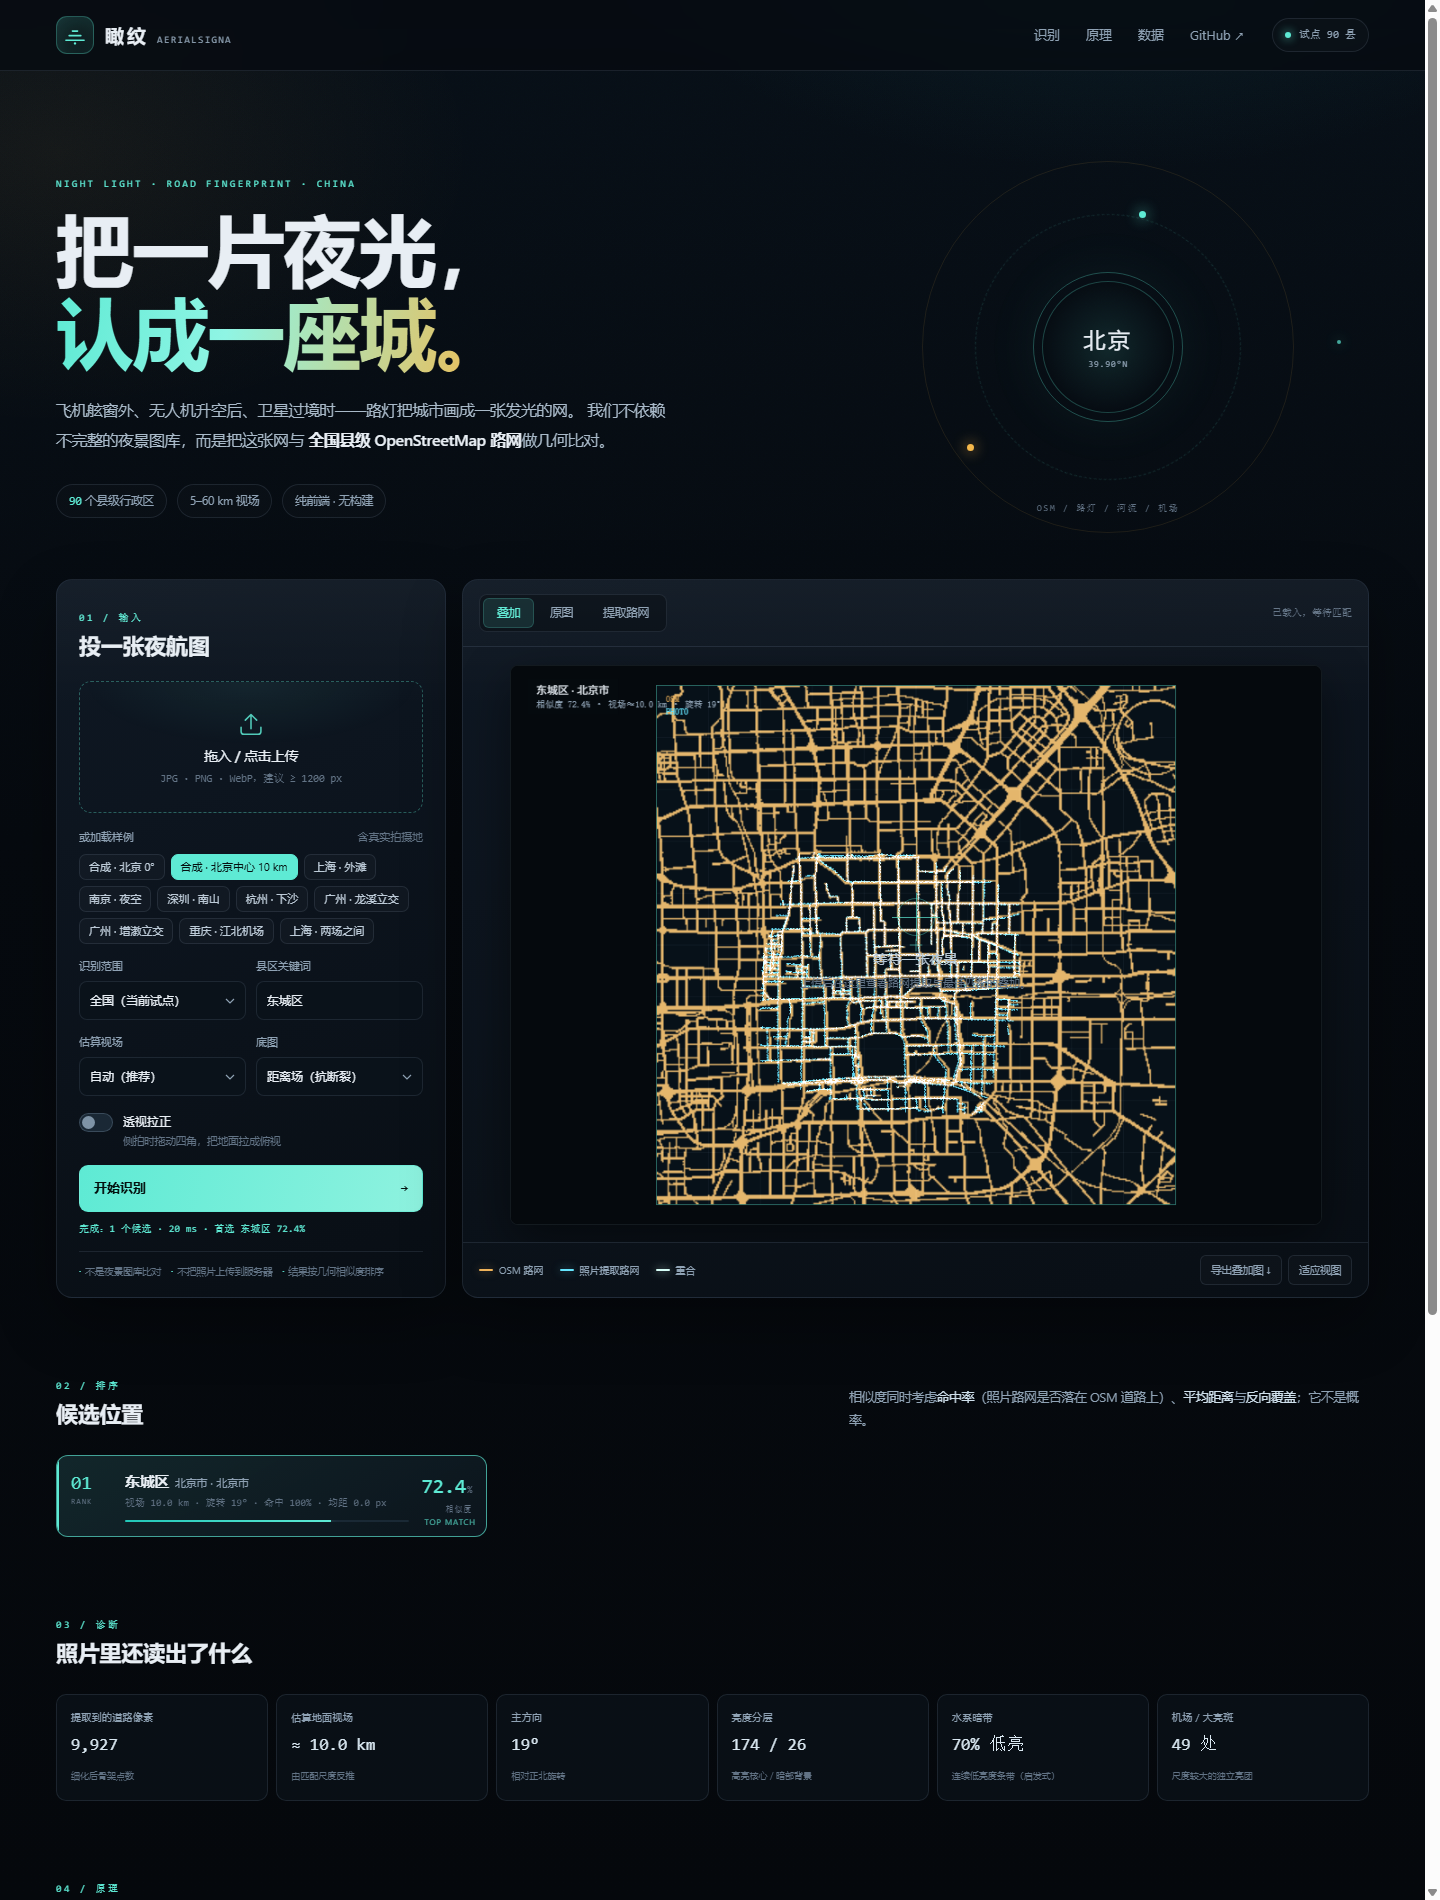 瞰纹 AERIALSIGNA
识别 原理 数据 GitHub ↗ 试点 90 县
NIGHT LIGHT · ROAD FINGERPRINT · CHINA
把一片夜光，
认成一座城。
飞机舷窗外、无人机升空后、卫星过境时——路灯把城市画成一张发光的网。 我们不依赖
不完整的夜景图库，而是把这张网与 全国县级 OpenStreetMap 路网做几何比对。
90 个县级行政区 5–60 km 视场 纯前端 · 无构建
北京
39.90°N
OSM / 路灯 / 河流 / 机场
01 / 输入
投一张夜航图
拖入 / 点击上传
JPG · PNG · WebP，建议 ≥ 1200 px
或加载样例 含真实拍摄地
合成 · 北京 0° 合成 · 北京中心 10 km 上海 · 外滩
南京 · 夜空 深圳 · 南山 杭州 · 下沙 广州 · 龙溪立交
广州 · 增漖立交 重庆 · 江北机场 上海 · 两场之间
识别范围 县区关键词
全国（当前试点） 东城区
估算视场 底图
自动（推荐） 距离场（抗断裂）
透视拉正
侧拍时拖动四角，把地面拉成俯视
开始识别 →
完成：1 个候选 · 20 ms · 首选 东城区 72.4%
· 不是夜景图库比对 · 不把照片上传到服务器 · 结果按几何相似度排序
叠加 原图 提取路网 已载入，等待匹配
东城区 · 北京市
相似度 72.4% · 视场≈10.0 km · 旋转 19°
OSM
PHOTO
等待一张夜景
OSM 路网 照片提取路网 重合 导出叠加图 ↓ 适应视图
02 / 排序
候选位置
相似度同时考虑命中率（照片路网是否落在 OSM 道路上）、平均距离与反向覆盖；它不是概
率。
01 东城区 北京市 · 北京市 72.4%
RANK 视场 10.0 km · 旋转 19° · 命中 100% · 均距 0.0 px 相似度
TOP MATCH
03 / 诊断
照片里还读出了什么
提取到的道路像素 估算地面视场 主方向 亮度分层 水系暗带 机场 / 大亮斑
9,927 ≈ 10.0 km 19° 174 / 26 70% 低亮 49 处
细化后骨架点数 由匹配尺度反推 相对正北旋转 高亮核心 / 暗部背景 连续低亮度条带（启发式） 尺度较大的独立亮团
04 / 原理